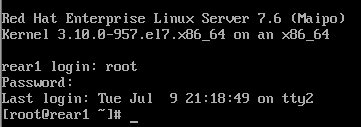 Red Hat Enterprise Linux Server 7.6 (Maipo)
Kernel 3.10.0-957.el7.x86_64 on an x86_64
rear1 login: root
Password:
Last login: Tue Jul  9 21:18:49 on tty2
[root@rear1 ~]# _